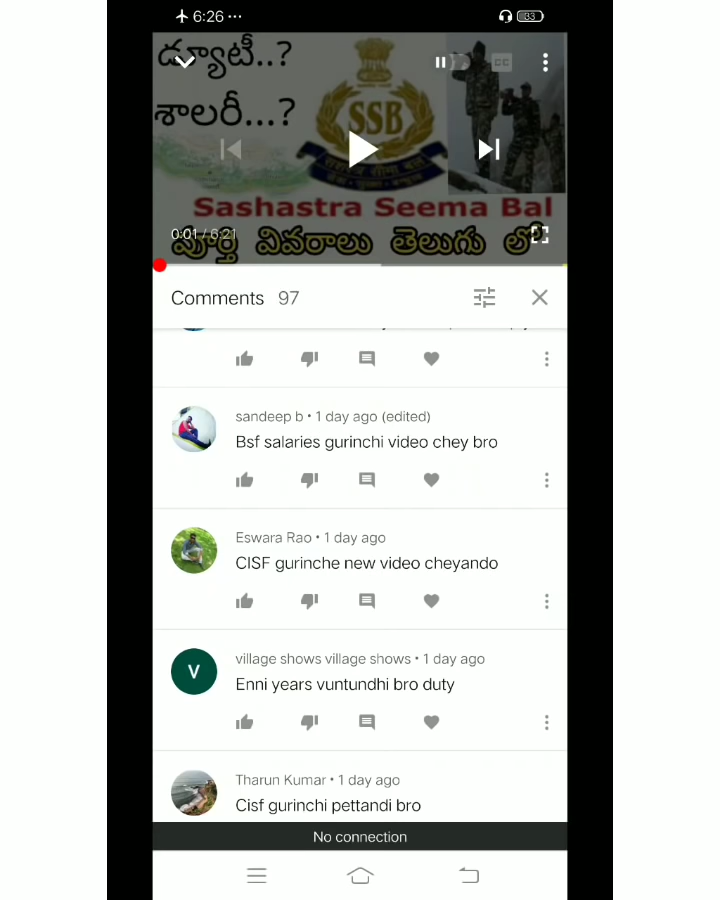 6:26 ...
83
డ్యూటీ..?
CC
శాలరీ...?
SSB
Sashastra Seema Bal
0:01 / 6:21
పూర్తి వివరాలు తెలుగు లో
Comments 97
sandeep b • 1 day ago (edited)
Bsf salaries gurinchi video chey bro
Eswara Rao • 1 day ago
CISF gurinche new video cheyando
V
village shows village shows • 1 day ago
Enni years vuntundhi bro duty
Tharun Kumar • 1 day ago
Cisf gurinchi pettandi bro
No connection